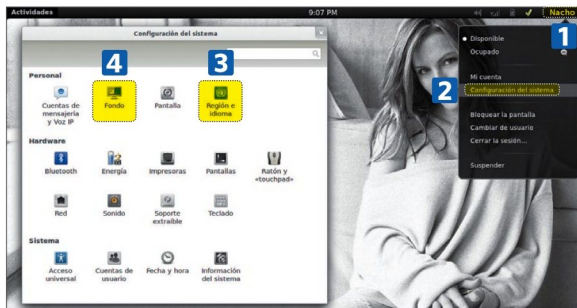 Actividades
9:07 PM
Nacho
1
Configuración del sistema
4
3
Personal
Cuentas de
mensajería
y Voz IP
Fondo
Pantalla
Región e
idioma
Hardware
Bluetooth
Energía
Impresoras
Pantallas
Ratón y
«touchpad»
Red
Sonido
Soporte
extraíble
Teclado
Sistema
Acceso
universal
Cuentas de
usuario
Fecha y hora
Información
del sistema
Disponible
Ocupado
Mi cuenta
2
Configuración del sistema
Bloquear la pantalla
Cambiar de usuario
Cerrar la sesión...
Suspender